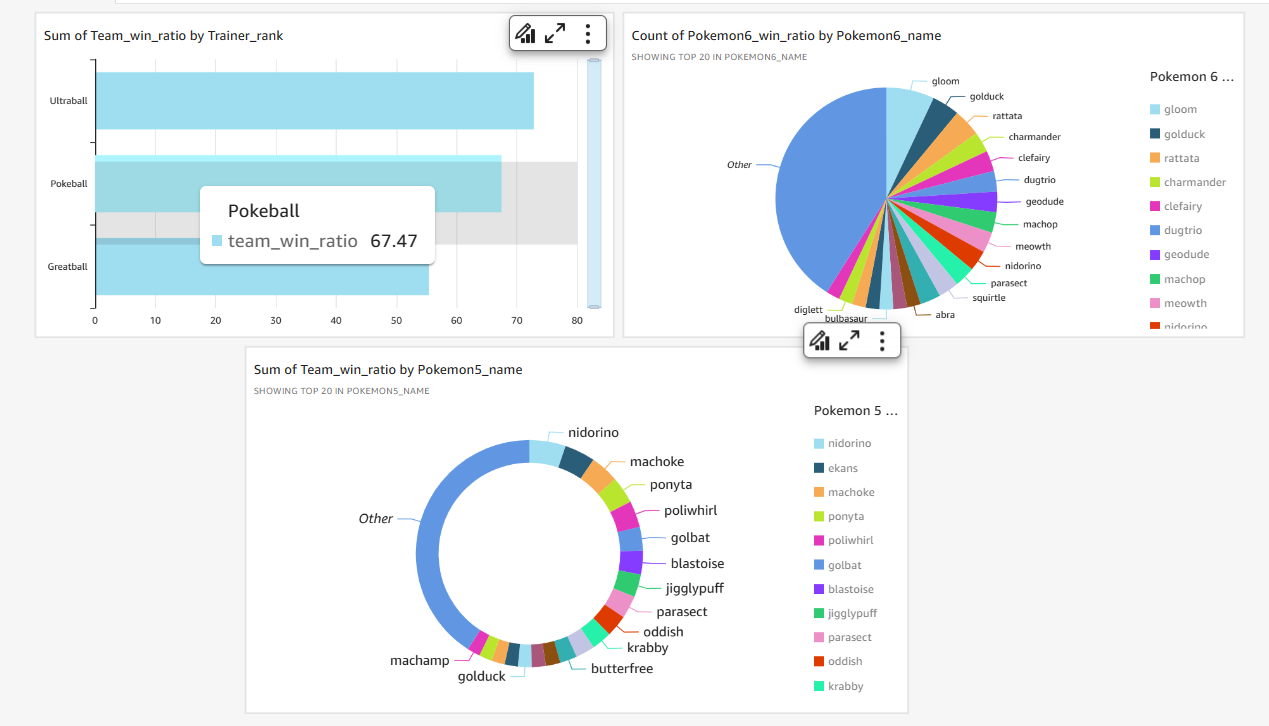 Sum of Team_win_ratio by Trainer_rank
Ultraball
Pokeball
Greatball
0 10 20 30 40 50 60 70 80
Pokeball
team_win_ratio 67.47
Count of Pokemon6_win_ratio by Pokemon6_name
SHOWING TOP 20 IN POKEMON6_NAME
gloom
golduck
rattata
charmander
clefairy
dugtrio
geodude
machop
meowth
nidorino
parasect
squirtle
abra
bulbasaur
diglett
Other
Pokemon 6 ...
gloom
golduck
rattata
charmander
clefairy
dugtrio
geodude
machop
meowth
nidorino
Sum of Team_win_ratio by Pokemon5_name
SHOWING TOP 20 IN POKEMON5_NAME
nidorino
machoke
ponyta
poliwhirl
golbat
blastoise
jigglypuff
parasect
oddish
krabby
butterfree
golduck
machamp
Other
Pokemon 5 ...
nidorino
ekans
machoke
ponyta
poliwhirl
golbat
blastoise
jigglypuff
parasect
oddish
krabby